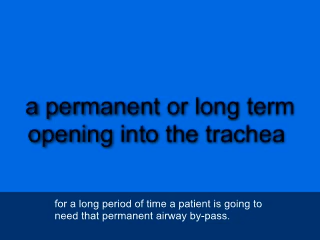 a permanent or long term
opening into the trachea
for a long period of time a patient is going to
need that permanent airway by-pass.